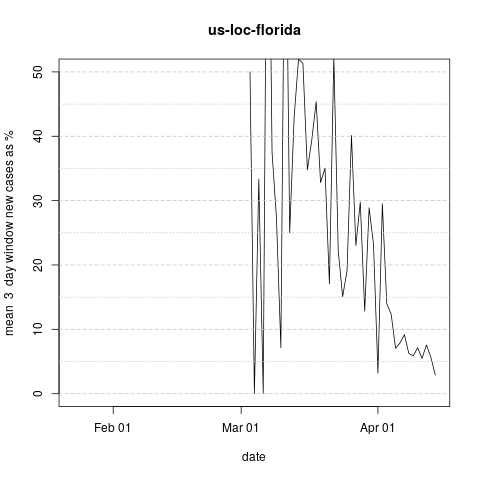 us-loc-florida
mean 3 day window new cases as %
50
40
30
20
10
0
Feb 01
Mar 01
Apr 01
date